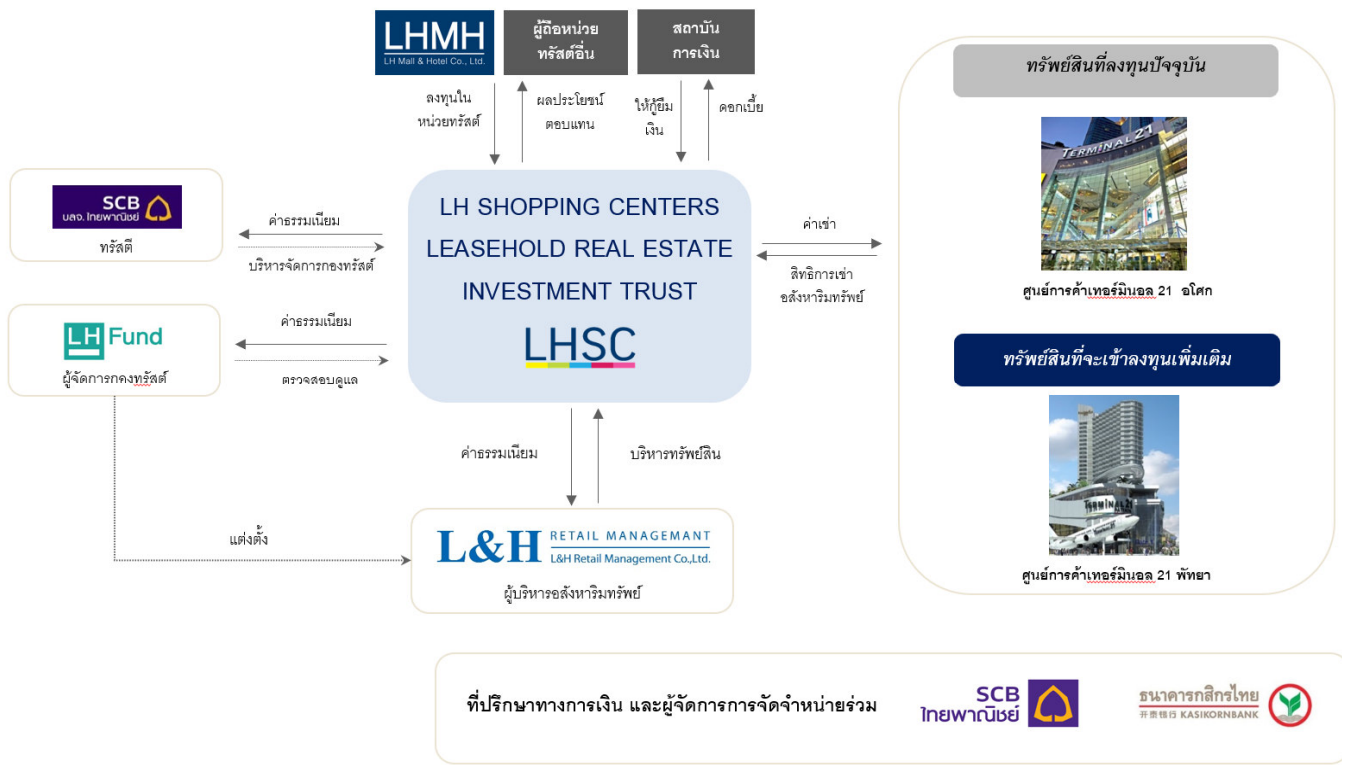 LHMH
LH Mall & Hotel Co., Ltd.
ผู้ถือหน่วย
ทรัสต์อื่น
สถาบัน
การเงิน
ลงทุนใน
หน่วยทรัสต์
ผลประโยชน์
ตอบแทน
ให้กู้ยืม
เงิน
ดอกเบี้ย
SCB
บลจ. ไทยพาณิชย์
ทรัสตี
ค่าธรรมเนียม
บริหารจัดการกองทรัสต์
LH Fund
ผู้จัดการกองทรัสต์
ค่าธรรมเนียม
ตรวจสอบดูแล
LH SHOPPING CENTERS
LEASEHOLD REAL ESTATE
INVESTMENT TRUST
LHSC
ค่าเช่า
สิทธิการเช่า
อสังหาริมทรัพย์
ทรัพย์สินที่ลงทุนปัจจุบัน
TERMINAL 21
ศูนย์การค้าเทอร์มินอล 21 อโศก
ทรัพย์สินที่จะเข้าลงทุนเพิ่มเติม
TERMINAL 21
ศูนย์การค้าเทอร์มินอล 21 พัทยา
ค่าธรรมเนียม
บริหารทรัพย์สิน
แต่งตั้ง
L&H RETAIL MANAGEMANT
L&H Retail Management Co.,Ltd.
ผู้บริหารอสังหาริมทรัพย์
ที่ปรึกษาทางการเงิน และผู้จัดการการจัดจำหน่ายร่วม
SCB
ไทยพาณิชย์
ธนาคารกสิกรไทย
开泰银行 KASIKORNBANK